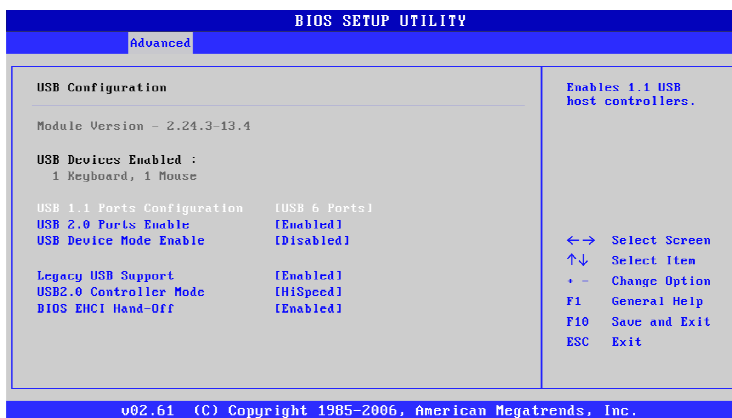 BIOS SETUP UTILITY
Advanced
USB Configuration
Module Version - 2.24.3-13.4
USB Devices Enabled :
1 Keyboard, 1 Mouse
USB 1.1 Ports Configuration [USB 6 Ports]
USB 2.0 Ports Enable [Enabled]
USB Device Mode Enable [Disabled]
Legacy USB Support [Enabled]
USB2.0 Controller Mode [HiSpeed]
BIOS EHCI Hand-Off [Enabled]
Enables 1.1 USB
host controllers.
←→ Select Screen
↑↓ Select Item
+ - Change Option
F1 General Help
F10 Save and Exit
ESC Exit
v02.61 (C) Copyright 1985-2006, American Megatrends, Inc.